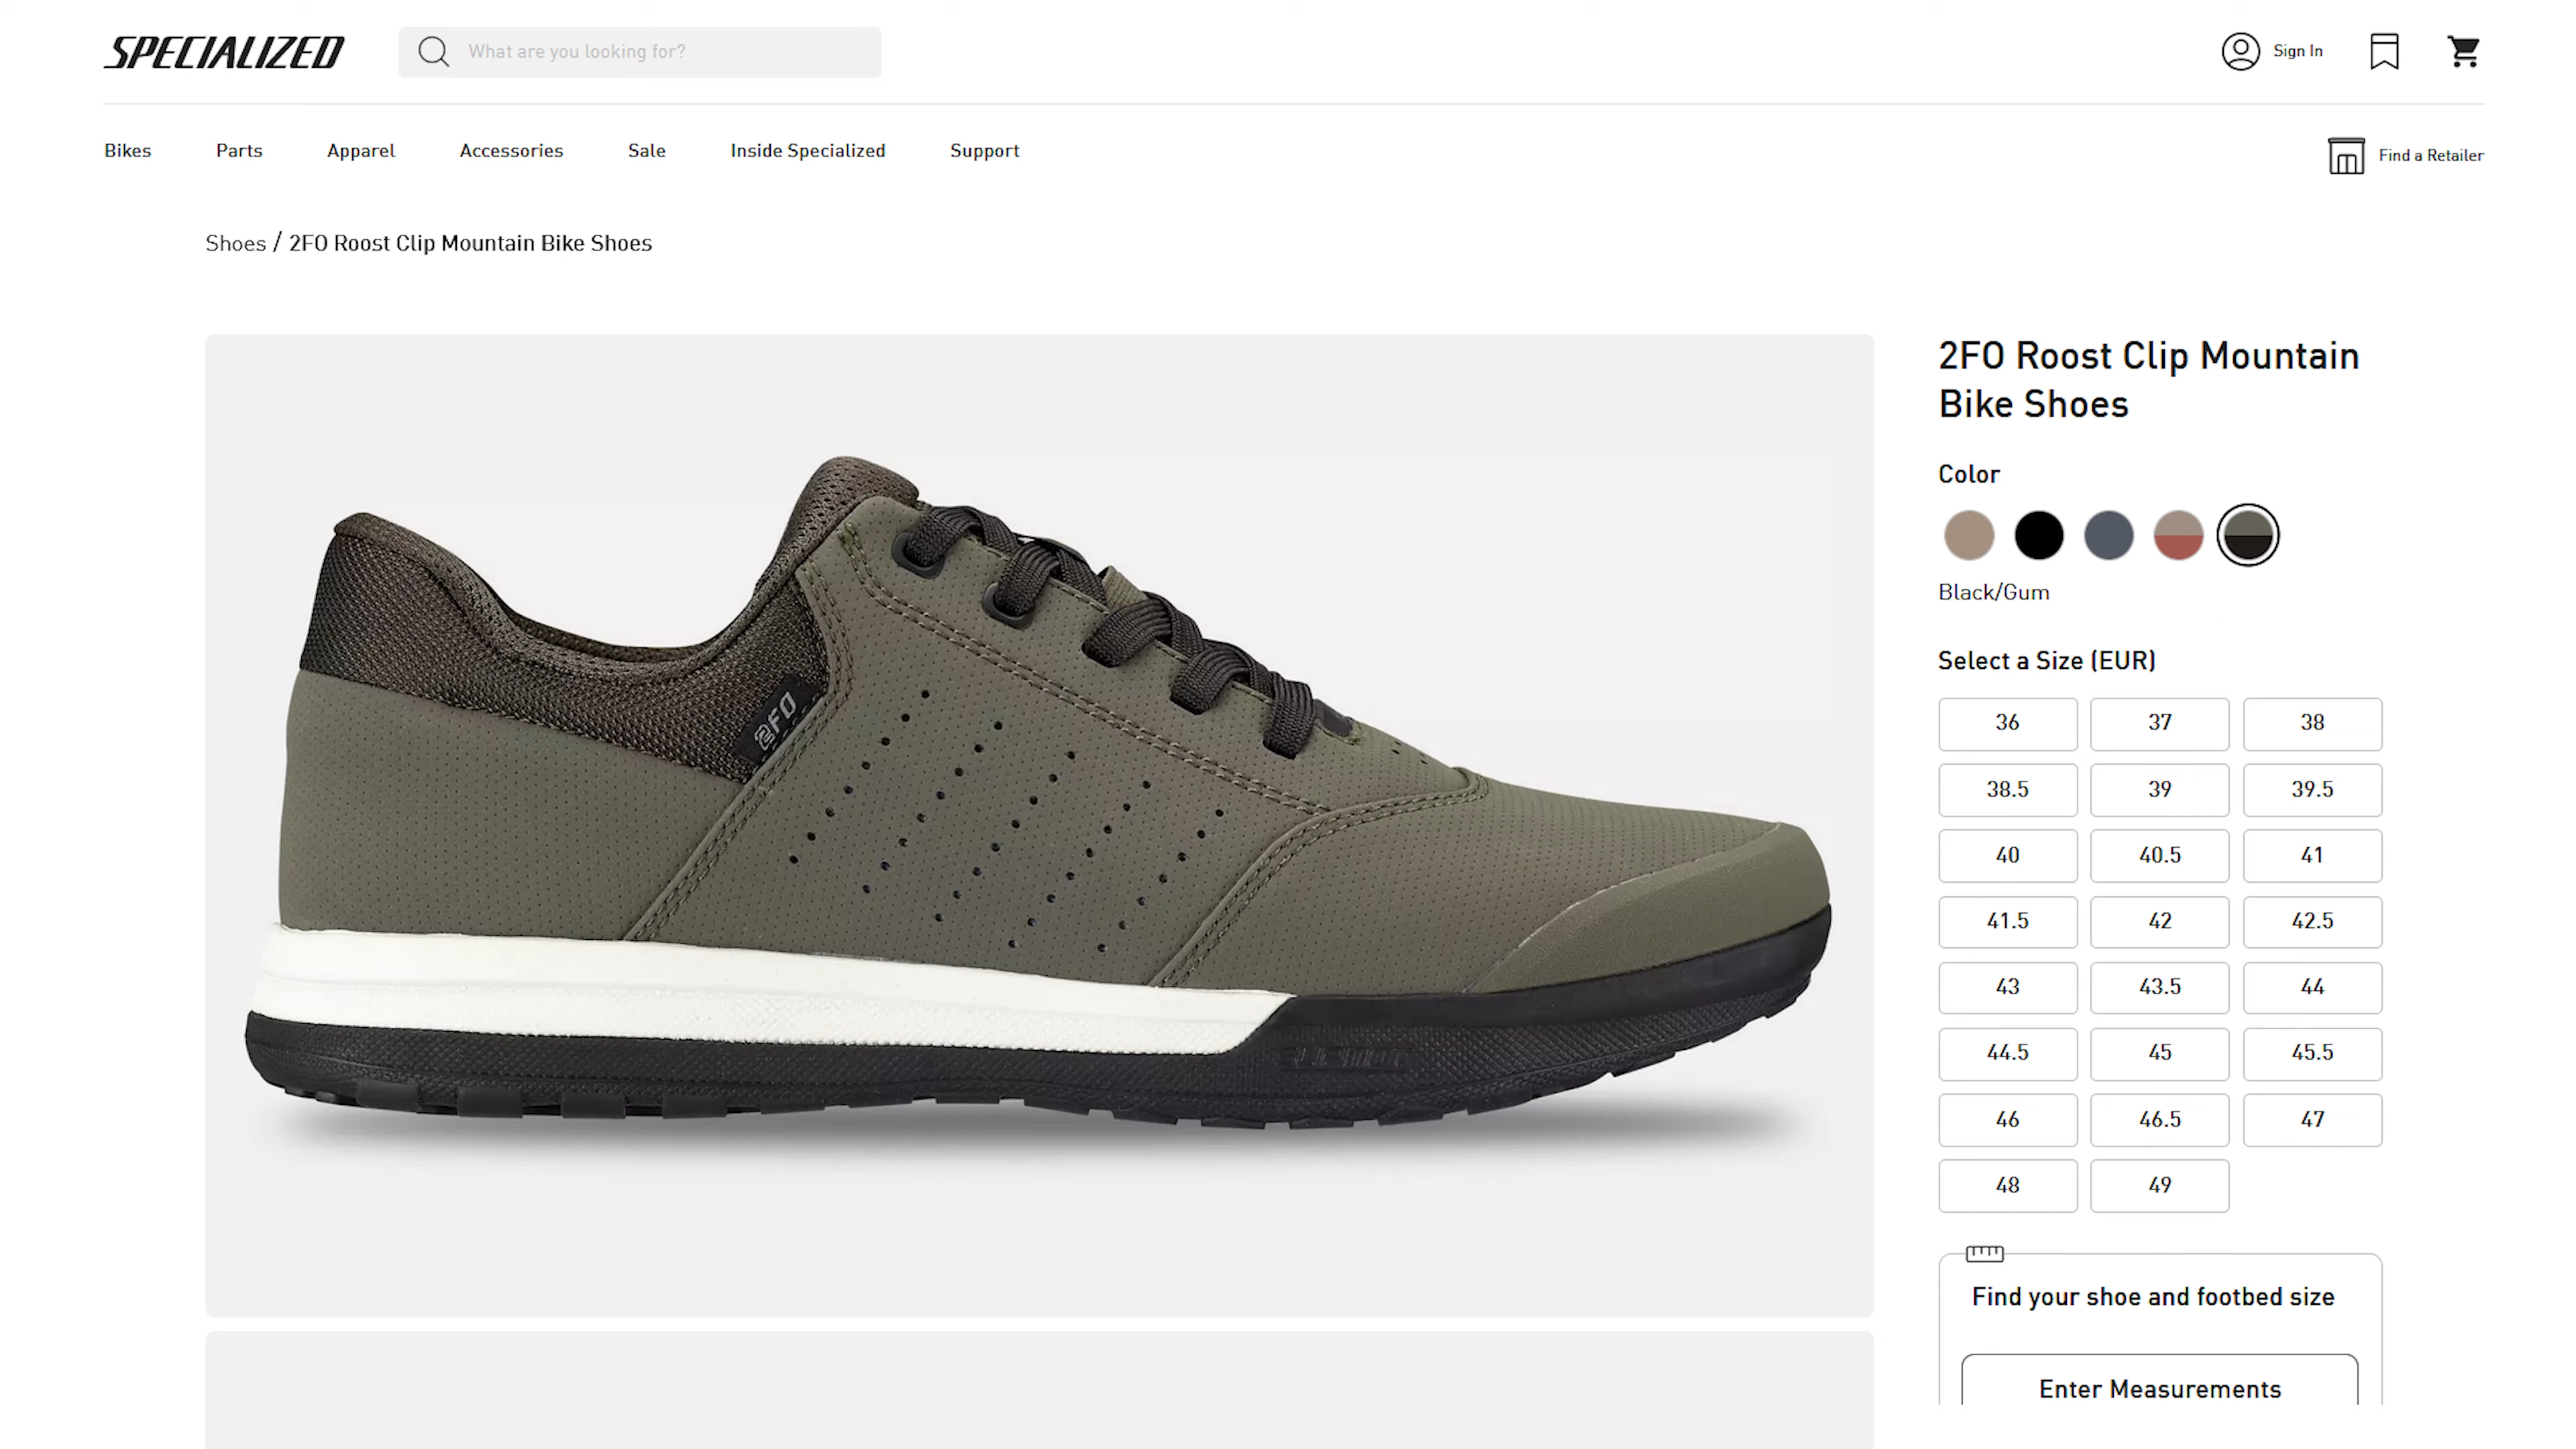 SPECIALIZED
What are you looking for?
Sign In
Bikes
Parts
Apparel
Accessories
Sale
Inside Specialized
Support
Find a Retailer
Shoes / 2FO Roost Clip Mountain Bike Shoes
2FO Roost Clip Mountain
Bike Shoes
Color
Black/Gum
Select a Size (EUR)
36
37
38
38.5
39
39.5
40
40.5
41
41.5
42
42.5
43
43.5
44
44.5
45
45.5
46
46.5
47
48
49
Find your shoe and footbed size
Enter Measurements
2FO